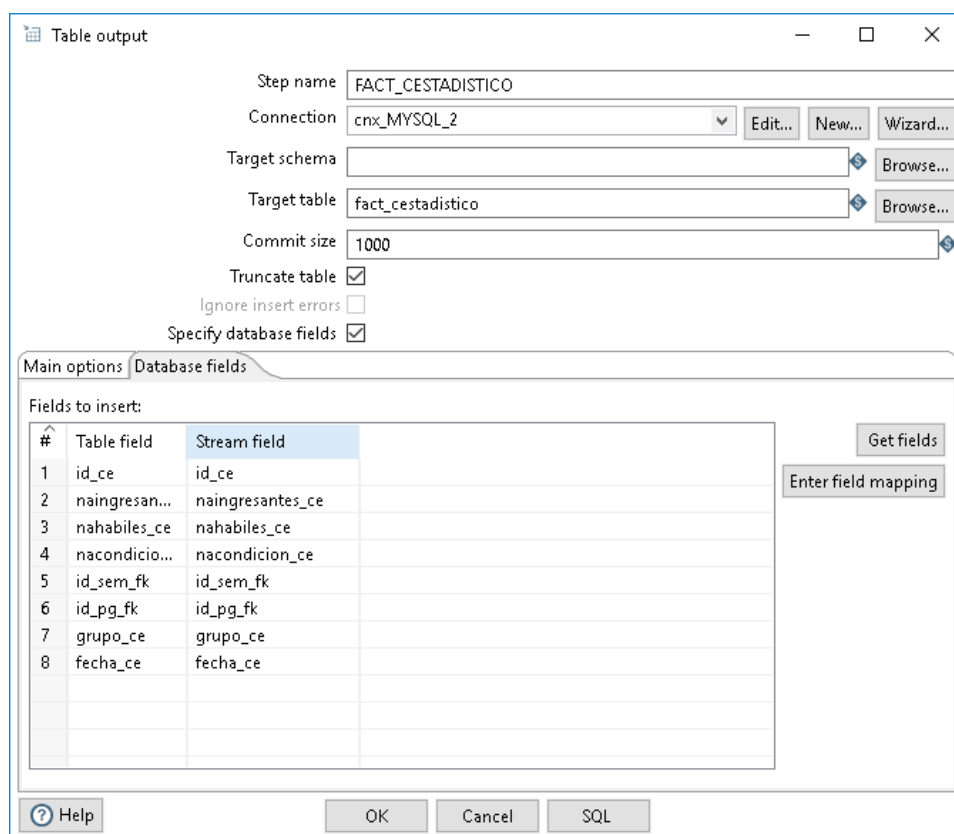 Table output
Step name FACT_CESTADISTICO
Connection cnx_MYSQL_2 Edit... New... Wizard...
Target schema Browse...
Target table fact_cestadistico Browse...
Commit size 1000
Truncate table
Ignore insert errors
Specify database fields
Main options Database fields
Fields to insert:
# Table field Stream field Get fields
1 id_ce id_ce Enter field mapping
2 naingresan... naingresantes_ce
3 nahabiles_ce nahabiles_ce
4 nacondicio... nacondicion_ce
5 id_sem_fk id_sem_fk
6 id_pg_fk id_pg_fk
7 grupo_ce grupo_ce
8 fecha_ce fecha_ce
Help OK Cancel SQL